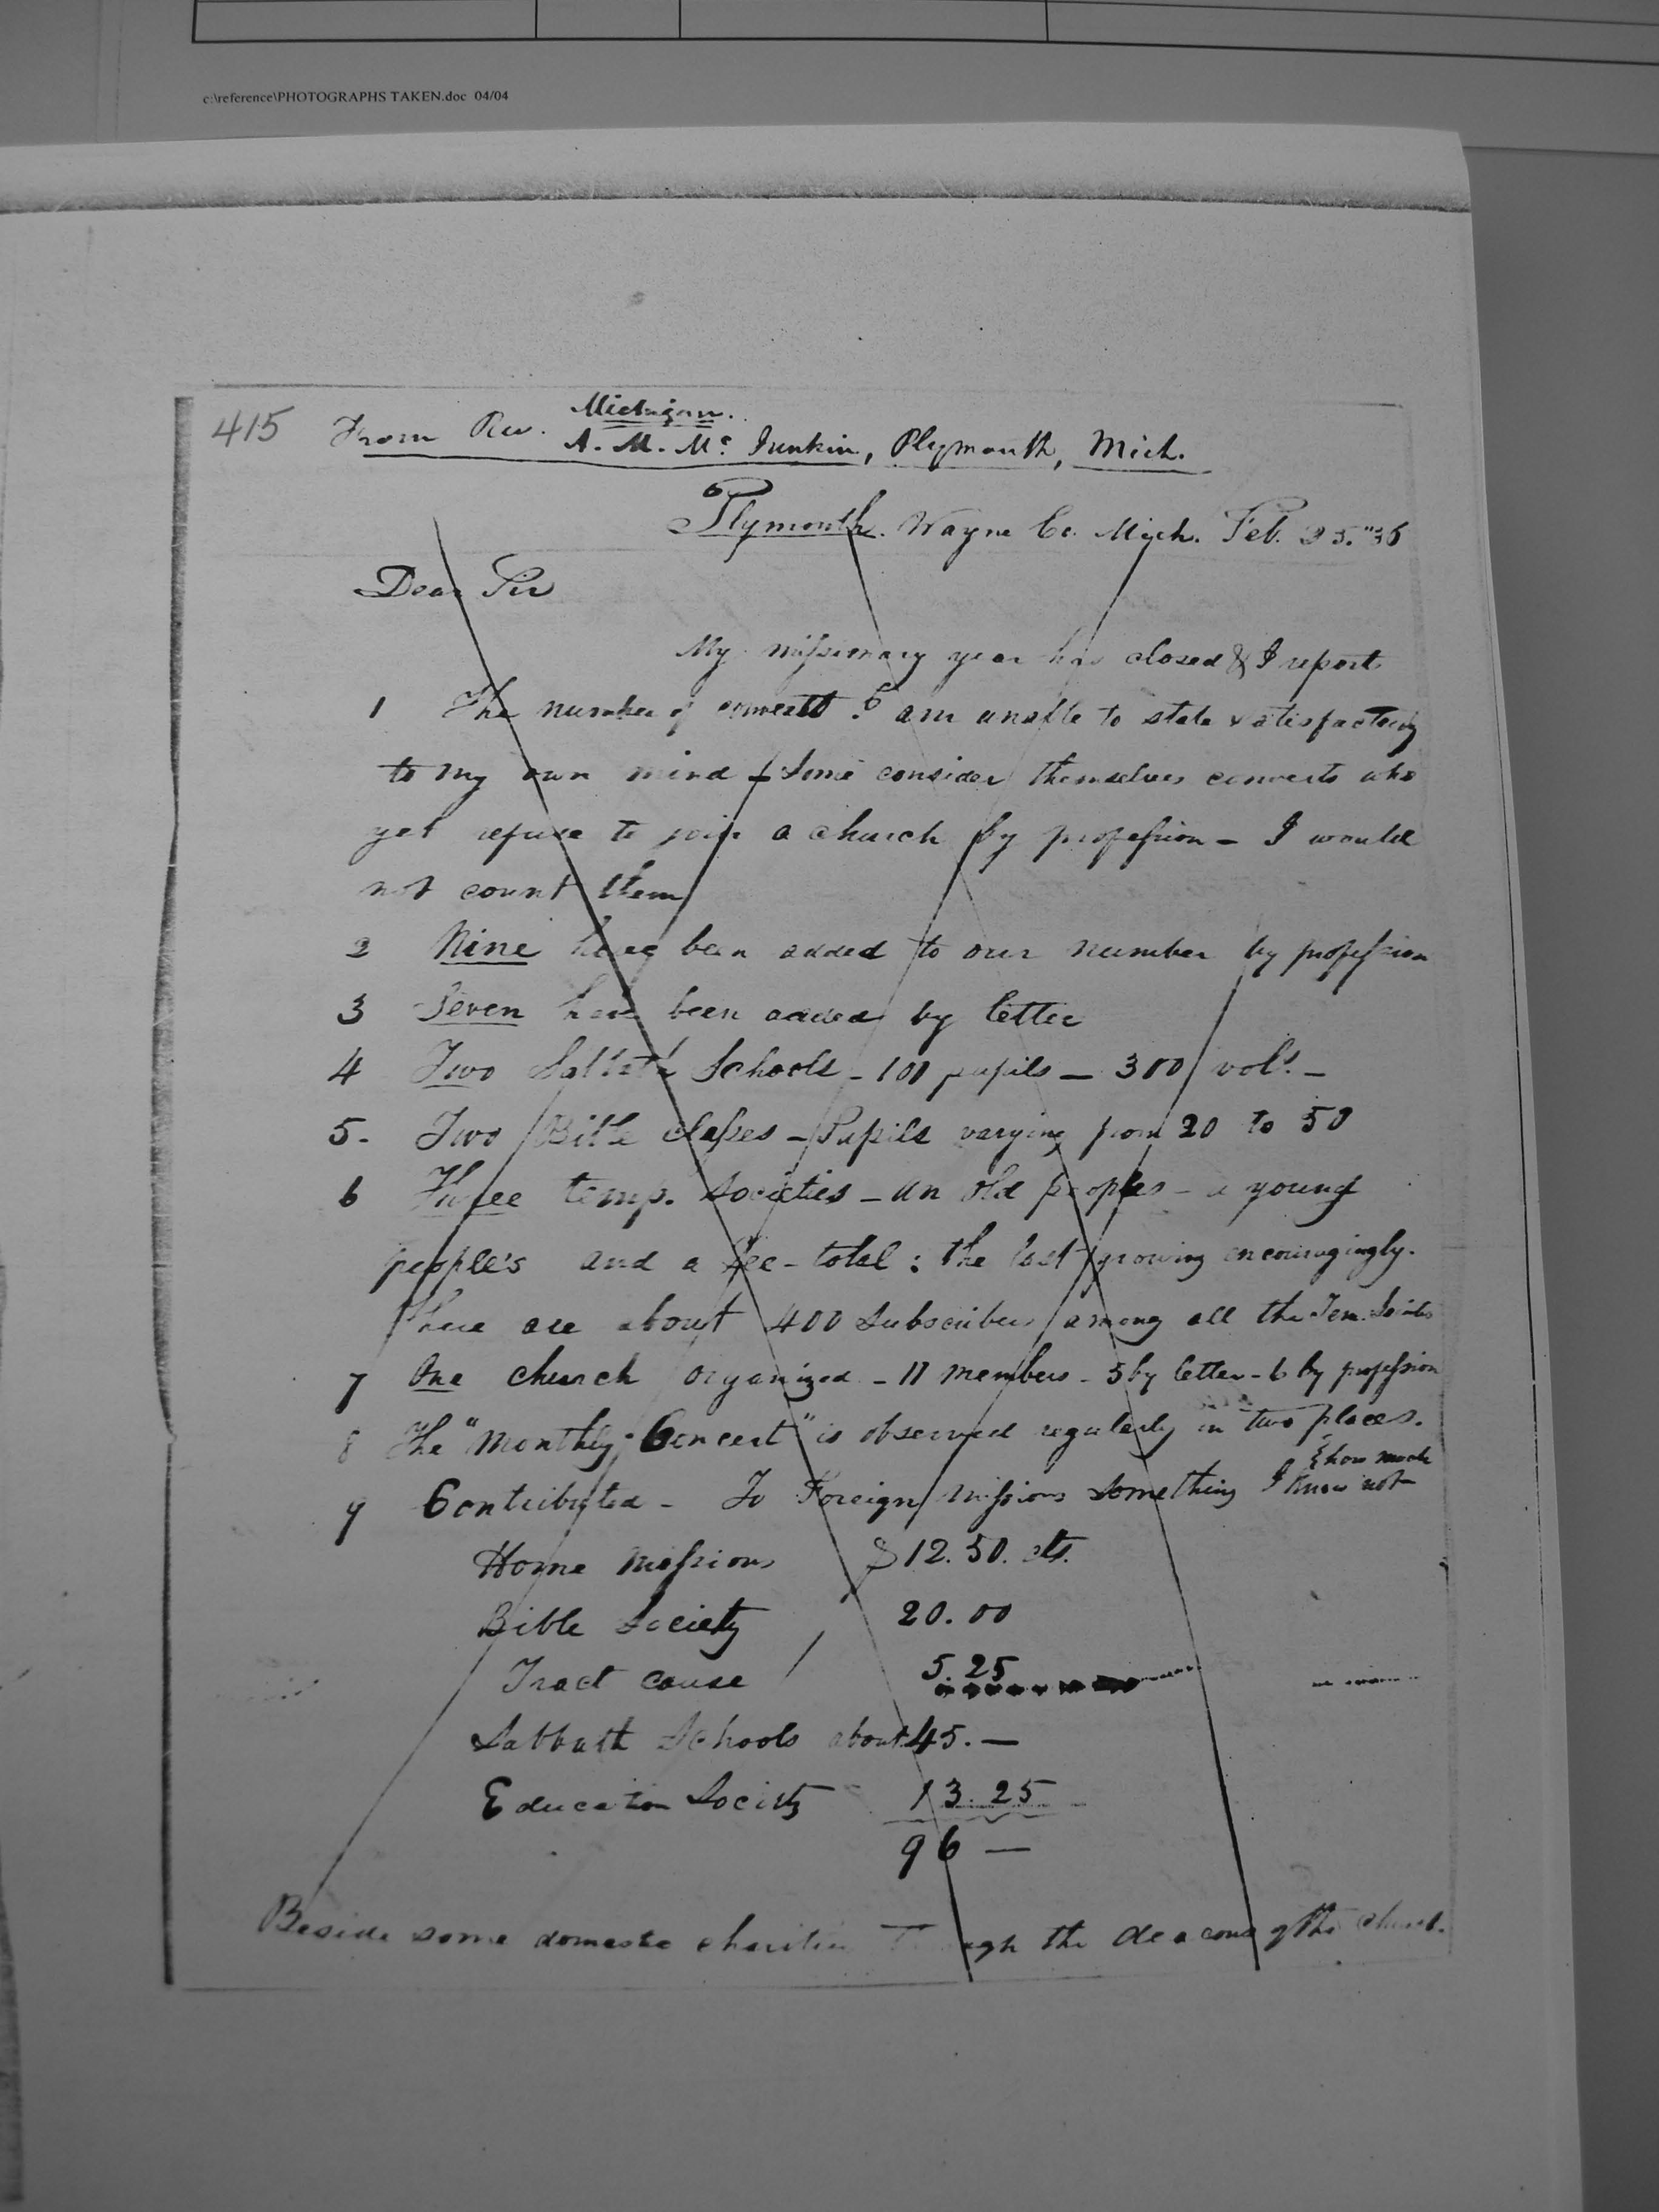 c:\reference\PHOTOGRAPHS TAKEN.doc 04/04
Michigan.
415 From Rev. A. M. Mc Junkin, Plymouth, Mich.
Plymouth. Wayne Co. Mich. Feb. 25. "36
Dear Sir
My missionary year has closed & I report
1 The number of converts I am unable to state satisfactory
to my own mind - Some consider themselves converts who
yet refuse to join a church by profession - I would
not count them
2 Nine have been added to our number by profession
3 Seven have been added by letter
4 Two Sabbath Schools - 100 pupils - 300 vols. -
5. Two Bible classes - Pupils varying from 20 to 50
6 Three temp. Societies - an old peoples - a young
people's and a tee-total : the last growing encouragingly.
There are about 400 Subscribers among all the Tem.
7 One church organized - 11 members - 5 by letter - 6 by profession
8 The "Monthly Concert" is observed regularly in two places.
& how much
9 Contributed - To Foreign missions something I know not
Home missions $12.50. cts.
Bible Society 20.00
Tract cause 5.25
Sabbath Schools about 45. -
Education Society 13.25
96 -
Beside some domestic charities the deacons of the church.